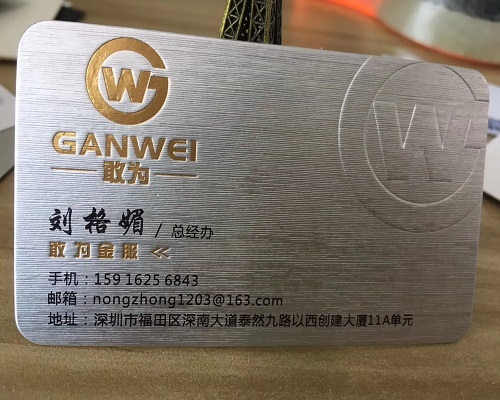 GW
GANWEI
敢为
刘格媚 / 总经办
敢为金服 <<
手机：159 1625 6843
邮箱：nongzhong1203@163.com
地址：深圳市福田区深南大道泰然九路以西创建大厦11A单元
W